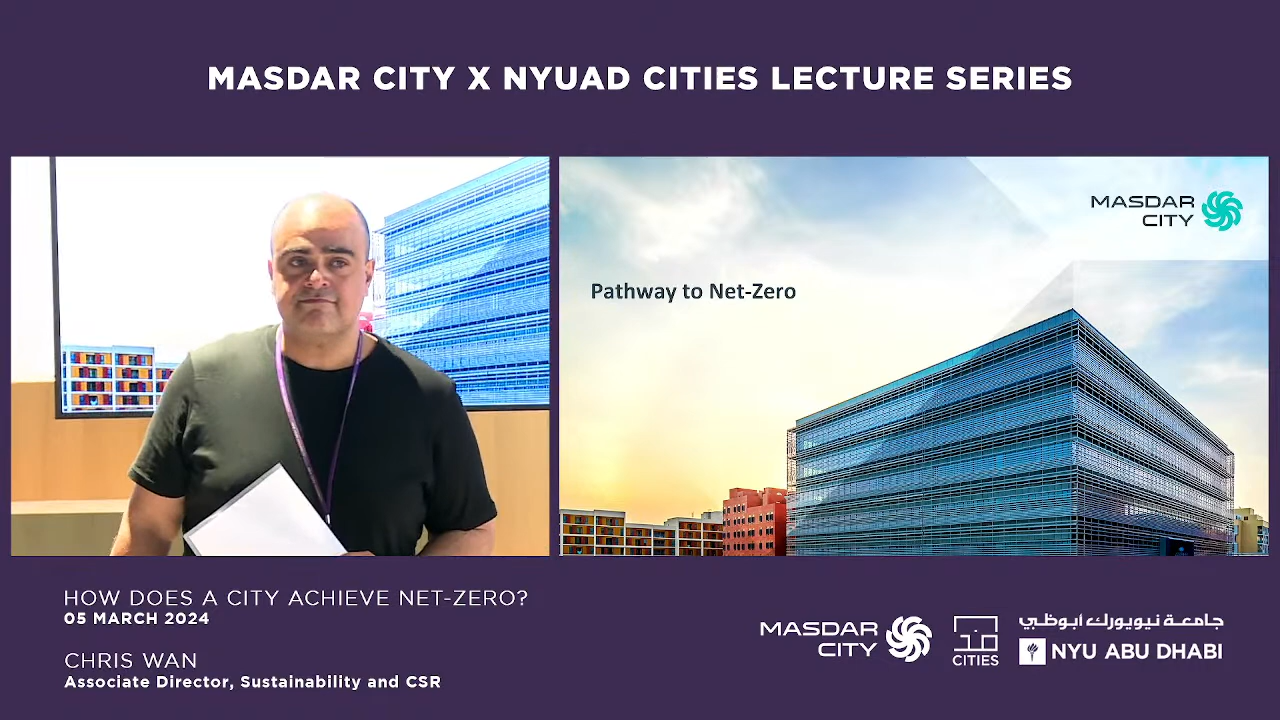 MASDAR CITY X NYUAD CITIES LECTURE SERIES
MASDAR
CITY
Pathway to Net-Zero
HOW DOES A CITY ACHIEVE NET-ZERO?
05 MARCH 2024
CHRIS WAN
Associate Director, Sustainability and CSR
MASDAR
CITY
CITIES
جامعة نيويورك أبوظبي
NYU ABU DHABI